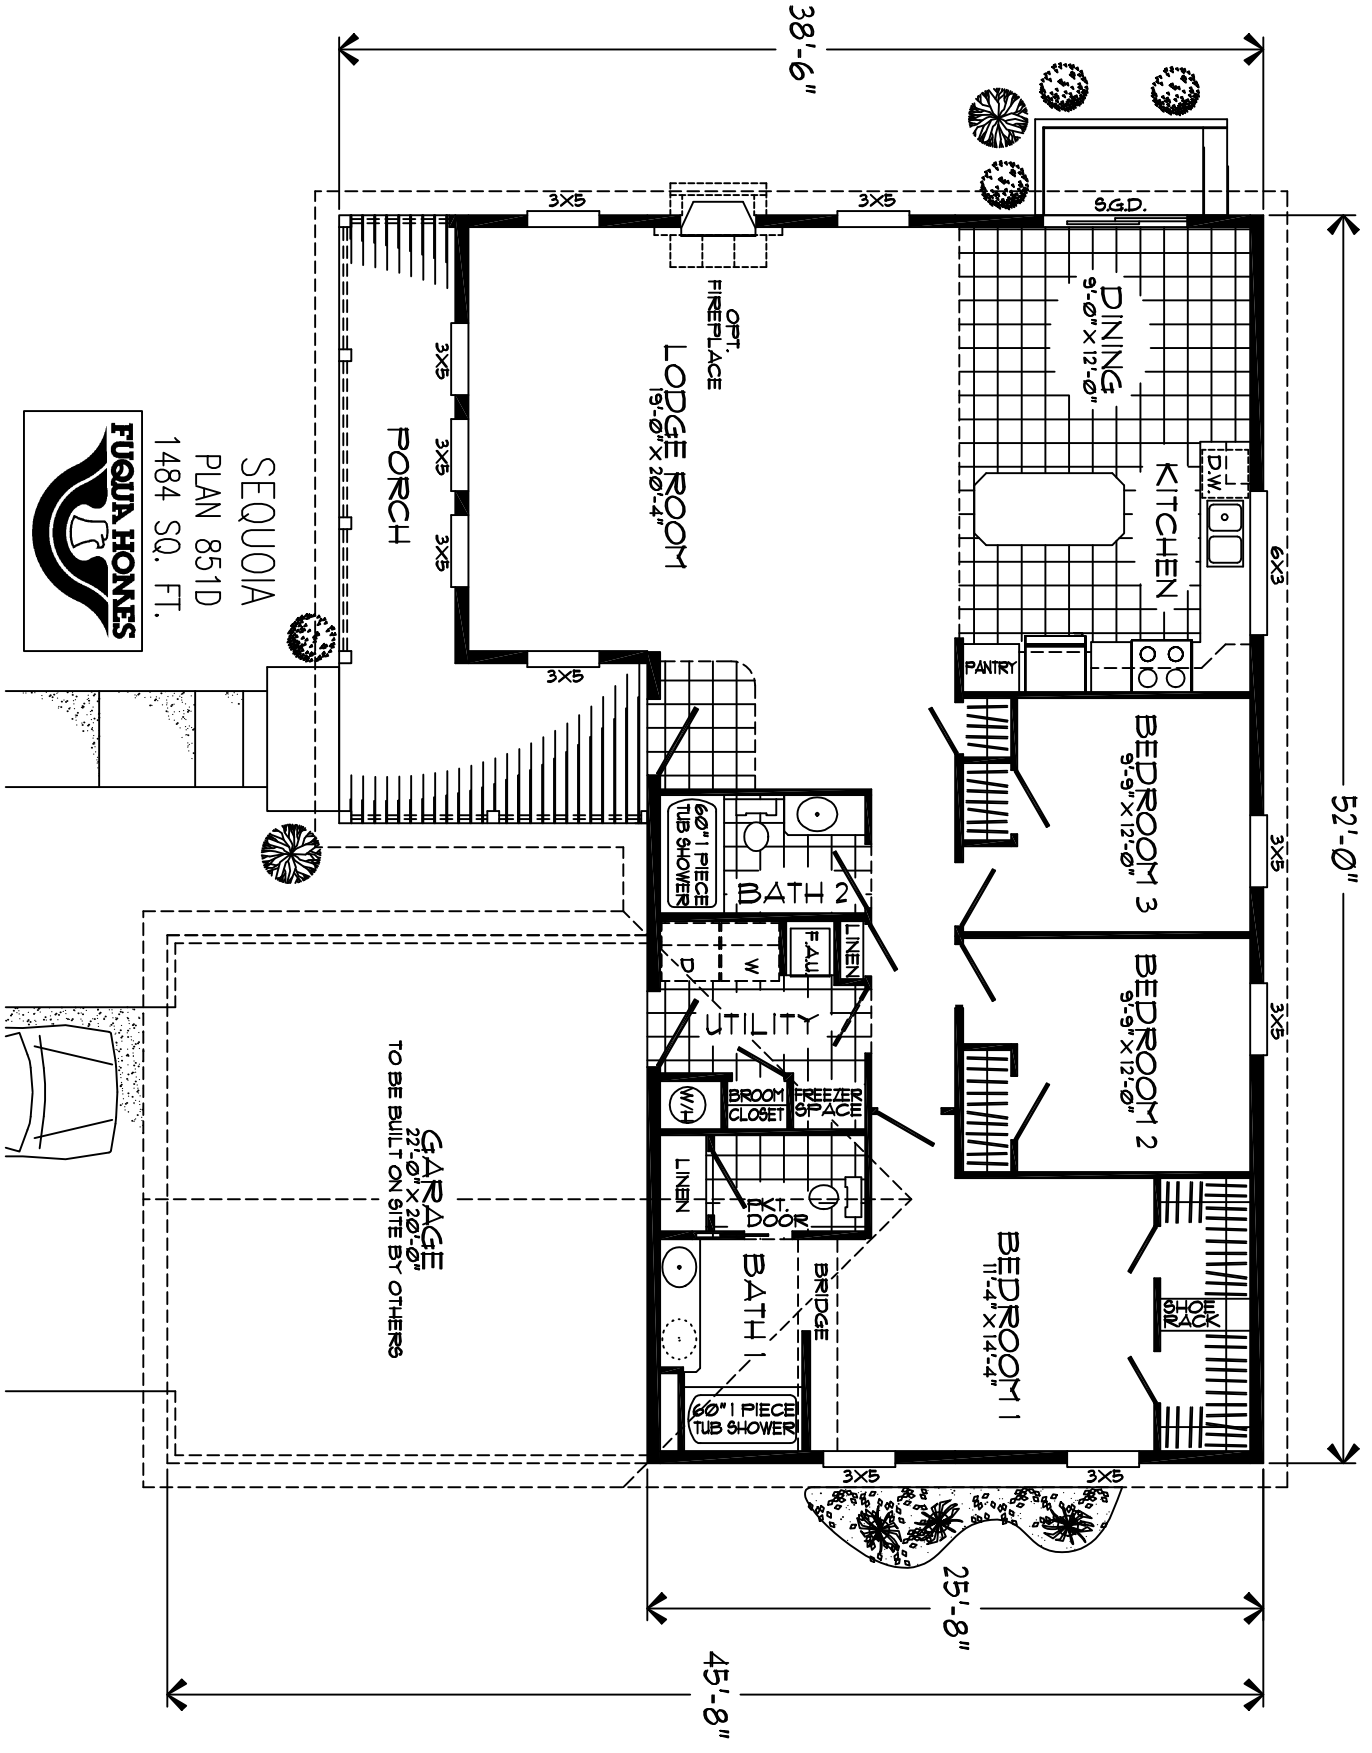 52'-0"
6X3
3X5
3X5
S.G.D.
DINING
9'-0" X 12'-0"
D.W.
KITCHEN
PANTRY
BEDROOM 3
9'-9" X 12'-0"
BEDROOM 2
9'-9" X 12'-0"
SHOE
RACK
BEDROOM 1
11'-4" X 14'-4"
3X5
3X5
38'-6"
25'-8"
45'-8"
3X5
3X5
OPT.
FIREPLACE
LODGE ROOM
19'-0" X 20'-4"
BATH 2
60" 1 PIECE
TUB SHOWER
LINEN
F.A.U.
W
D
UTILITY
FREEZER
SPACE
BROOM
CLOSET
W/H
PKT.
DOOR
LINEN
BRIDGE
BATH 1
60" 1 PIECE
TUB SHOWER
3X5
3X5
3X5
3X5
PORCH
GARAGE
22'-0" X 20'-0"
TO BE BUILT ON SITE BY OTHERS
SEQUOIA
PLAN 851D
1484 SQ. FT.
FUQUA HOMES